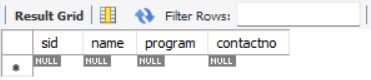 Result Grid Filter Rows:
sid name program contactno
NULL NULL NULL NULL